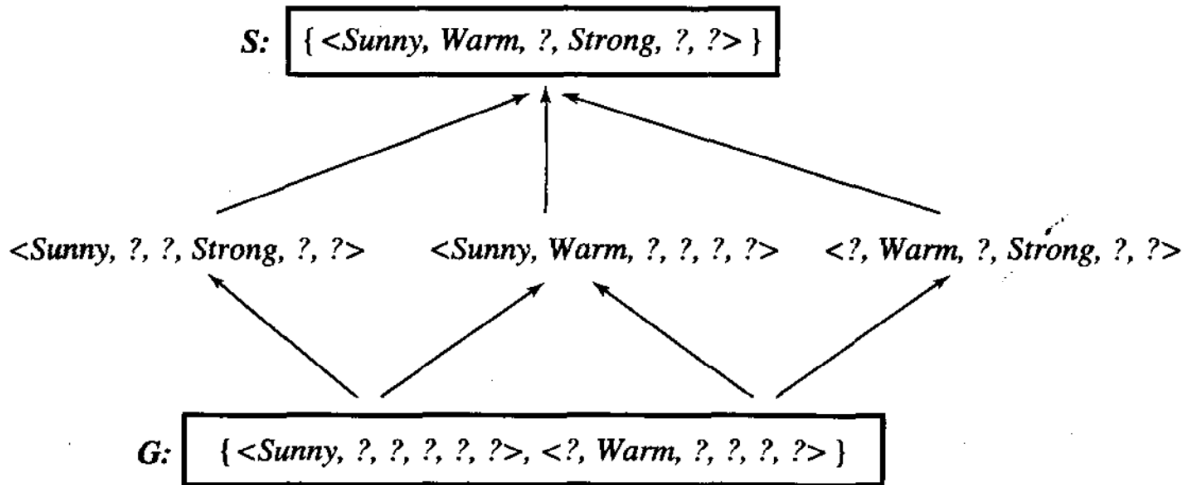 S: { <Sunny, Warm, ?, Strong, ?, ?> }
<Sunny, ?, ?, Strong, ?, ?> <Sunny, Warm, ?, ?, ?, ?> <?, Warm, ?, Strong, ?, ?>
G: { <Sunny, ?, ?, ?, ?, ?>, <?, Warm, ?, ?, ?, ?> }